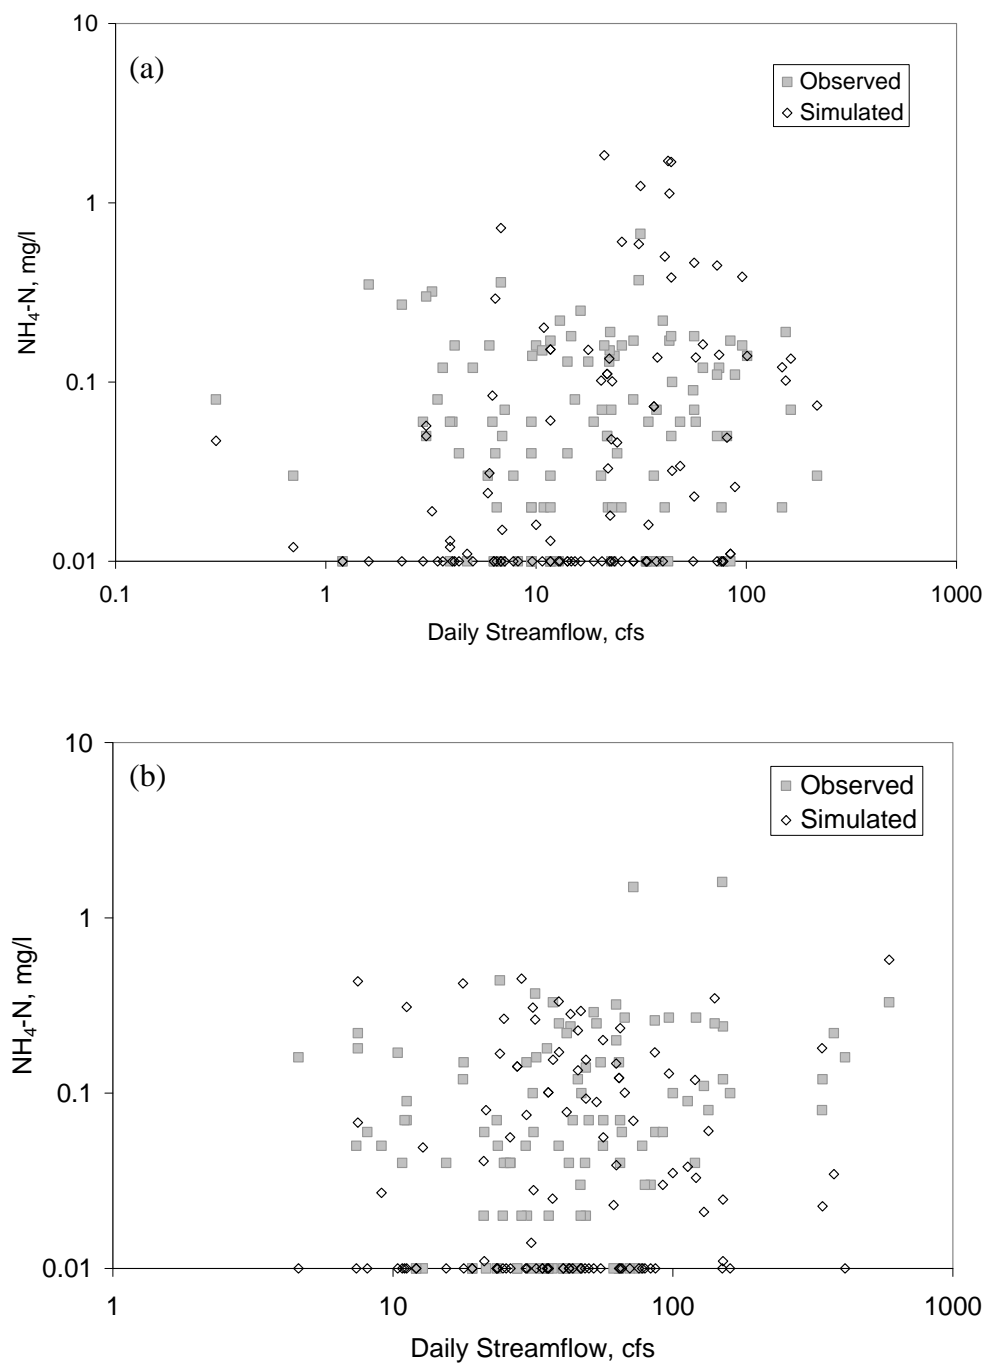 10
(a)
Observed
Simulated
1
NH4-N, mg/l
0.1
0.01
0.1 1 10 100 1000
Daily Streamflow, cfs
10
(b)
Observed
Simulated
1
NH4-N, mg/l
0.1
0.01
1 10 100 1000
Daily Streamflow, cfs